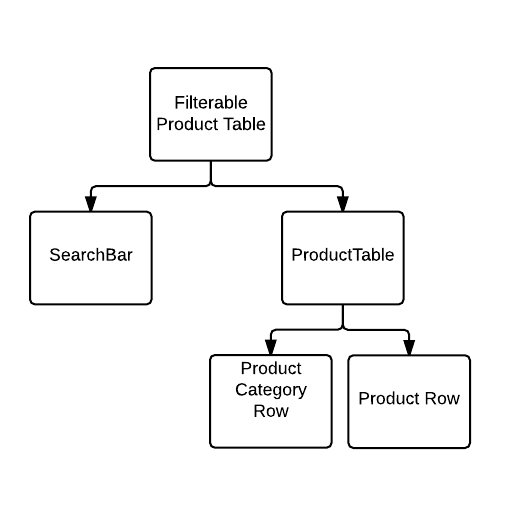 Filterable
Product Table
SearchBar
ProductTable
Product
Category
Row
Product Row